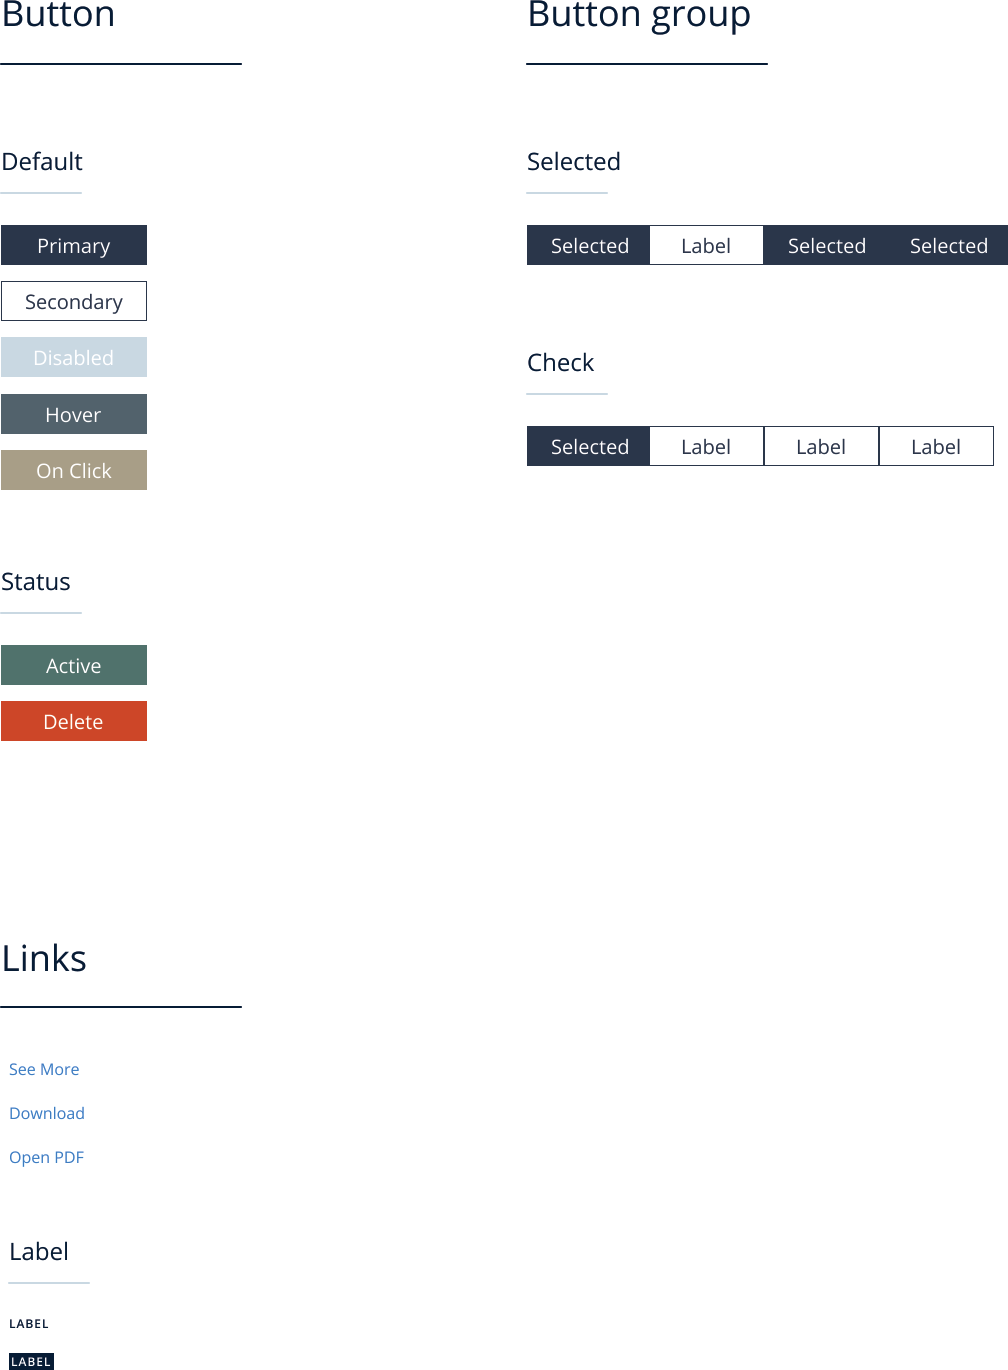 Button
Default
Primary
Secondary
Disabled
Hover
On Click
Status
Active
Delete
Button group
Selected
Selected Label Selected Selected
Check
Selected Label Label Label
Links
See More
Download
Open PDF
Label
LABEL
LABEL